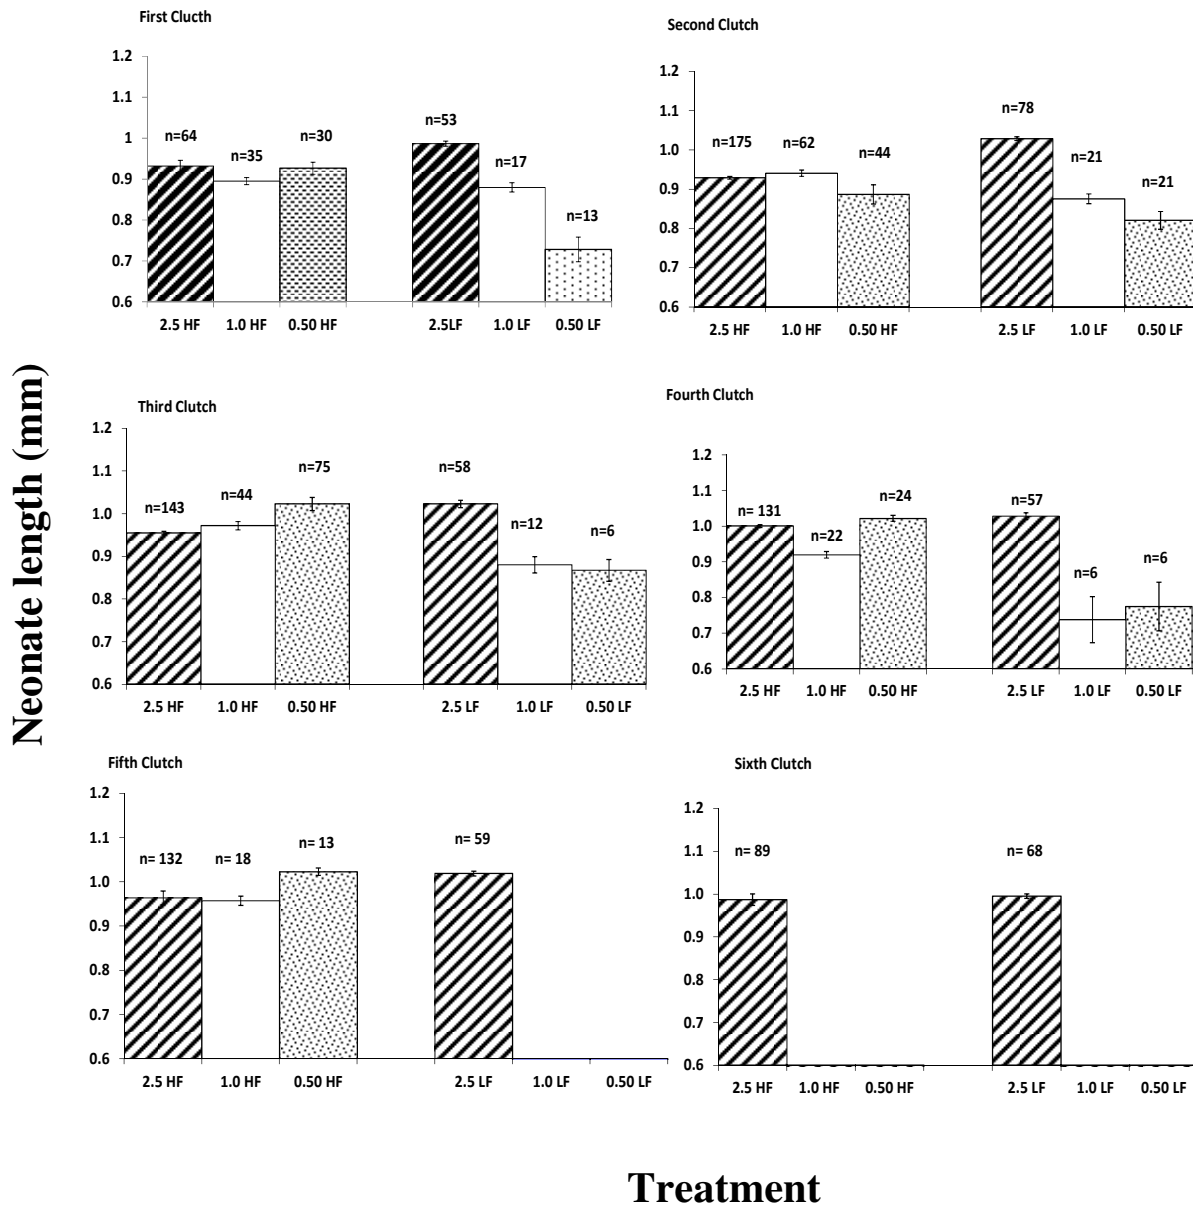 First Clucth
1.2
1.1
1
0.9
0.8
0.7
0.6
n=64
n=35
n=30
n=53
n=17
n=13
2.5 HF 1.0 HF 0.50 HF 2.5LF 1.0 LF 0.50 LF
Second Clutch
1.2
1.1
1.0
0.9
0.8
0.7
0.6
n=175
n=62
n=44
n=78
n=21
n=21
2.5 HF 1.0 HF 0.50 HF 2.5 LF 1.0 LF 0.50 LF
Neonate length (mm)
Third Clutch
1.2
1.1
1.0
0.9
0.8
0.7
0.6
n=143
n=44
n=75
n=58
n=12
n=6
2.5 HF 1.0 HF 0.50 HF 2.5 LF 1.0 LF 0.50 LF
Fourth Clutch
1.2
1.1
1.0
0.9
0.8
0.7
0.6
n= 131
n=22
n=24
n=57
n=6
n=6
2.5 HF 1.0 HF 0.50 HF 2.5 LF 1.0 LF 0.50 LF
Fifth Clutch
1.2
1.1
1.0
0.9
0.8
0.7
0.6
n= 132
n= 18
n= 13
n= 59
2.5 HF 1.0 HF 0.50 HF 2.5 LF 1.0 LF 0.50 LF
Sixth Clutch
1.2
1.1
1.0
0.9
0.8
0.7
0.6
n= 89
n= 68
2.5 HF 1.0 HF 0.50 HF 2.5 LF 1.0 LF 0.50 LF
Treatment